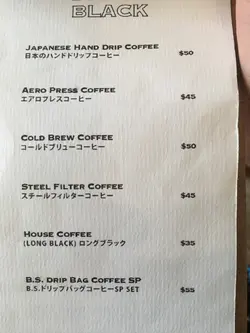 BLACK
JAPANESE HAND DRIP COFFEE $50
日本のハンドドリップコーヒー
AERO PRESS COFFEE $45
エアロプレスコーヒー
COLD BREW COFFEE $50
コールドブリューコーヒー
STEEL FILTER COFFEE $45
スチールフィルターコーヒー
HOUSE COFFEE $35
(LONG BLACK) ロングブラック
B.S. DRIP BAG COFFEE SP $55
B.S.ドリップバッグコーヒーSP SET